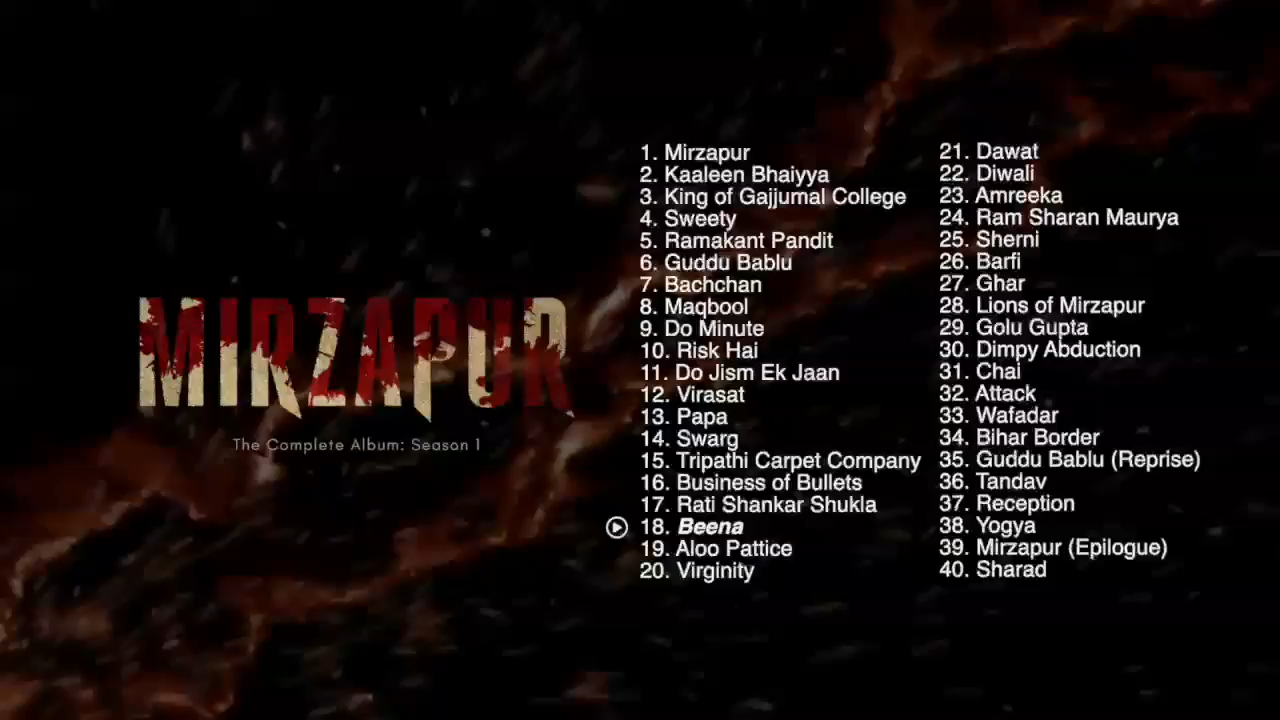 MIRZAPUR
The Complete Album: Season 1
1. Mirzapur
2. Kaaleen Bhaiyya
3. King of Gajjumal College
4. Sweety
5. Ramakant Pandit
6. Guddu Bablu
7. Bachchan
8. Maqbool
9. Do Minute
10. Risk Hai
11. Do Jism Ek Jaan
12. Virasat
13. Papa
14. Swarg
15. Tripathi Carpet Company
16. Business of Bullets
17. Rati Shankar Shukla
18. Beena
19. Aloo Pattice
20. Virginity
21. Dawat
22. Diwali
23. Amreeka
24. Ram Sharan Maurya
25. Sherni
26. Barfi
27. Ghar
28. Lions of Mirzapur
29. Golu Gupta
30. Dimpy Abduction
31. Chai
32. Attack
33. Wafadar
34. Bihar Border
35. Guddu Bablu (Reprise)
36. Tandav
37. Reception
38. Yogya
39. Mirzapur (Epilogue)
40. Sharad